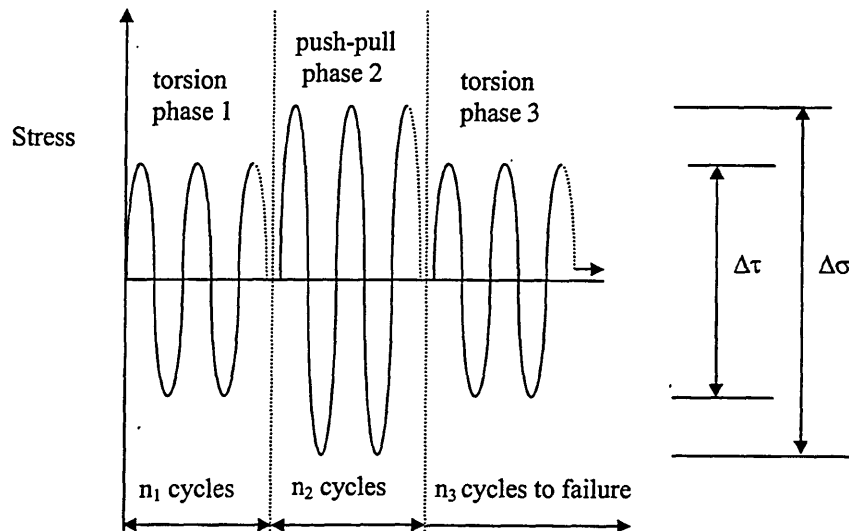 push-pull
phase 2
torsion
phase 1
torsion
phase 3
Stress
Δτ
Δσ
n₁ cycles
n₂ cycles
n₃ cycles to failure